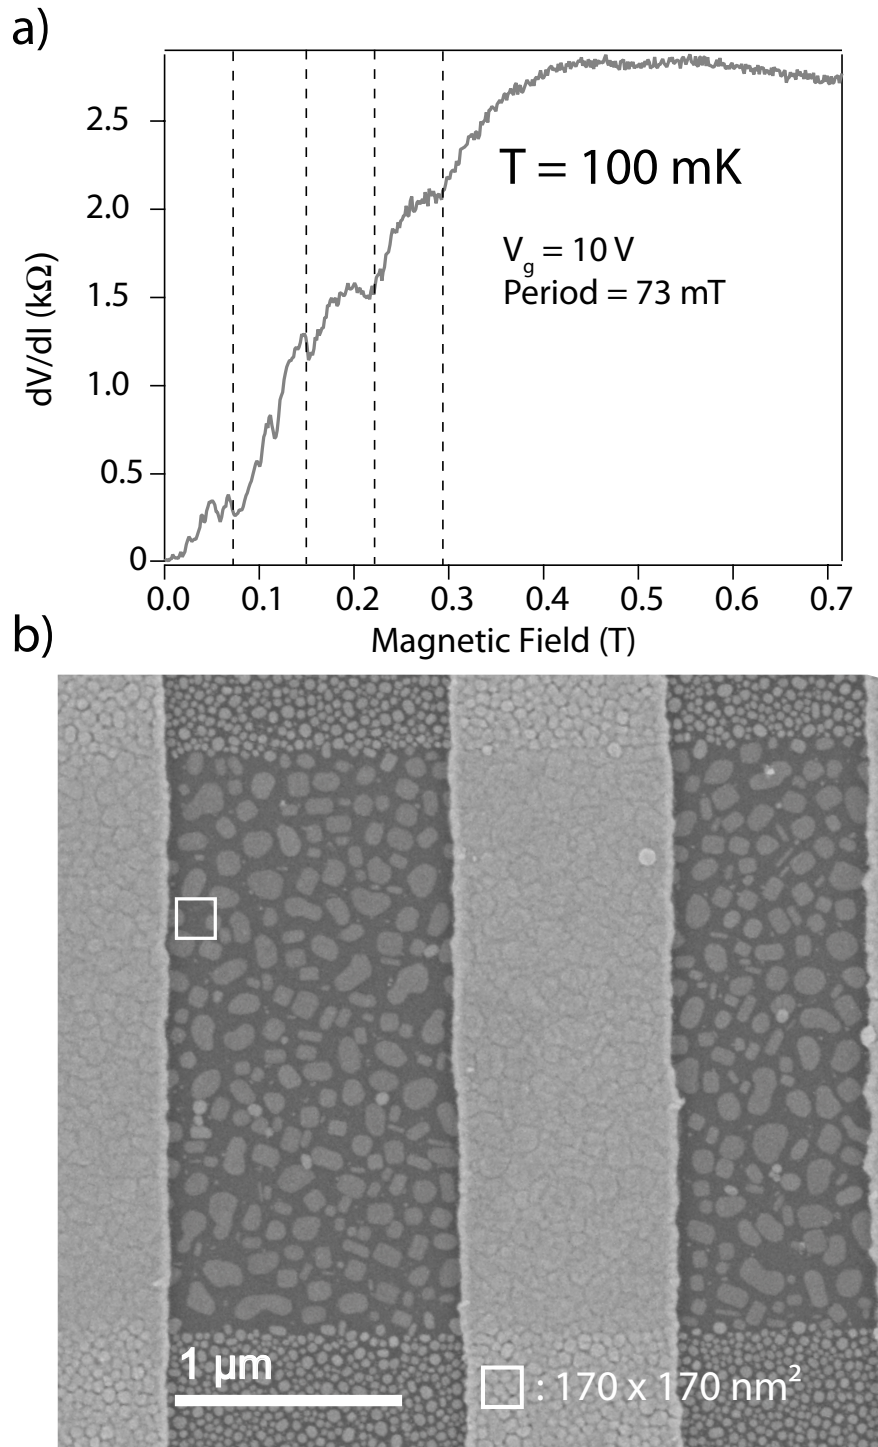 a)
dV/dI (kΩ)
2.5
2.0
1.5
1.0
0.5
0
T = 100 mK
Vg = 10 V
Period = 73 mT
0.0 0.1 0.2 0.3 0.4 0.5 0.6 0.7
Magnetic Field (T)
b)
1 µm
: 170 x 170 nm²